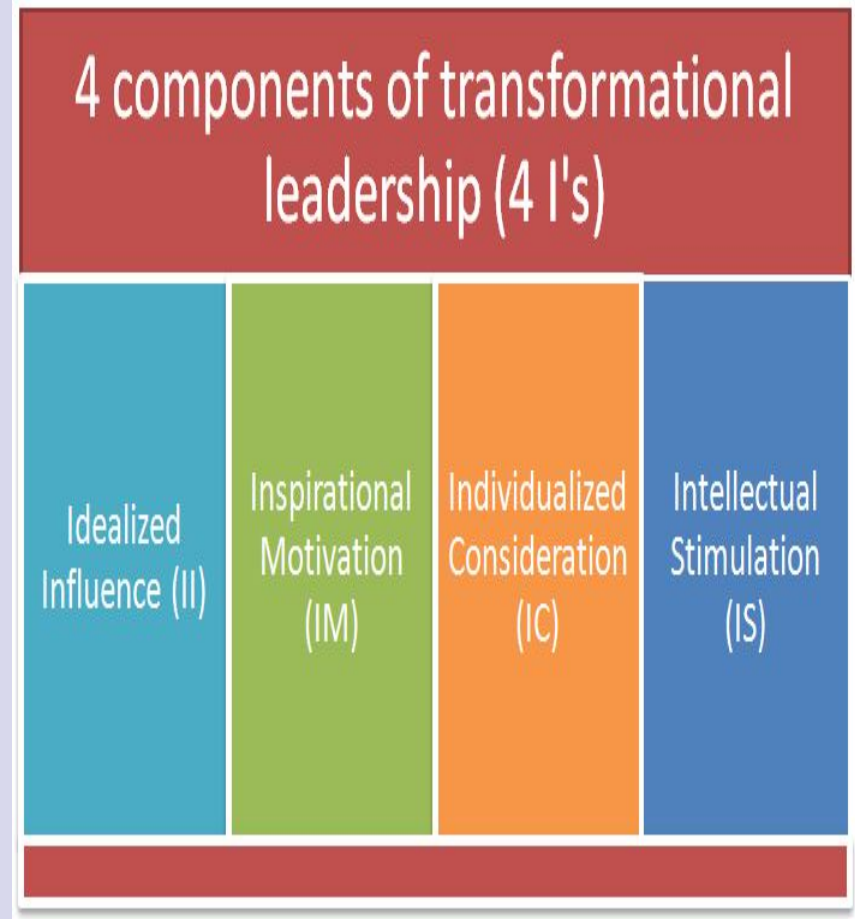 4 components of transformational
leadership (4 I's)
Idealized
Influence (II)
Inspirational
Motivation
(IM)
Individualized
Consideration
(IC)
Intellectual
Stimulation
(IS)